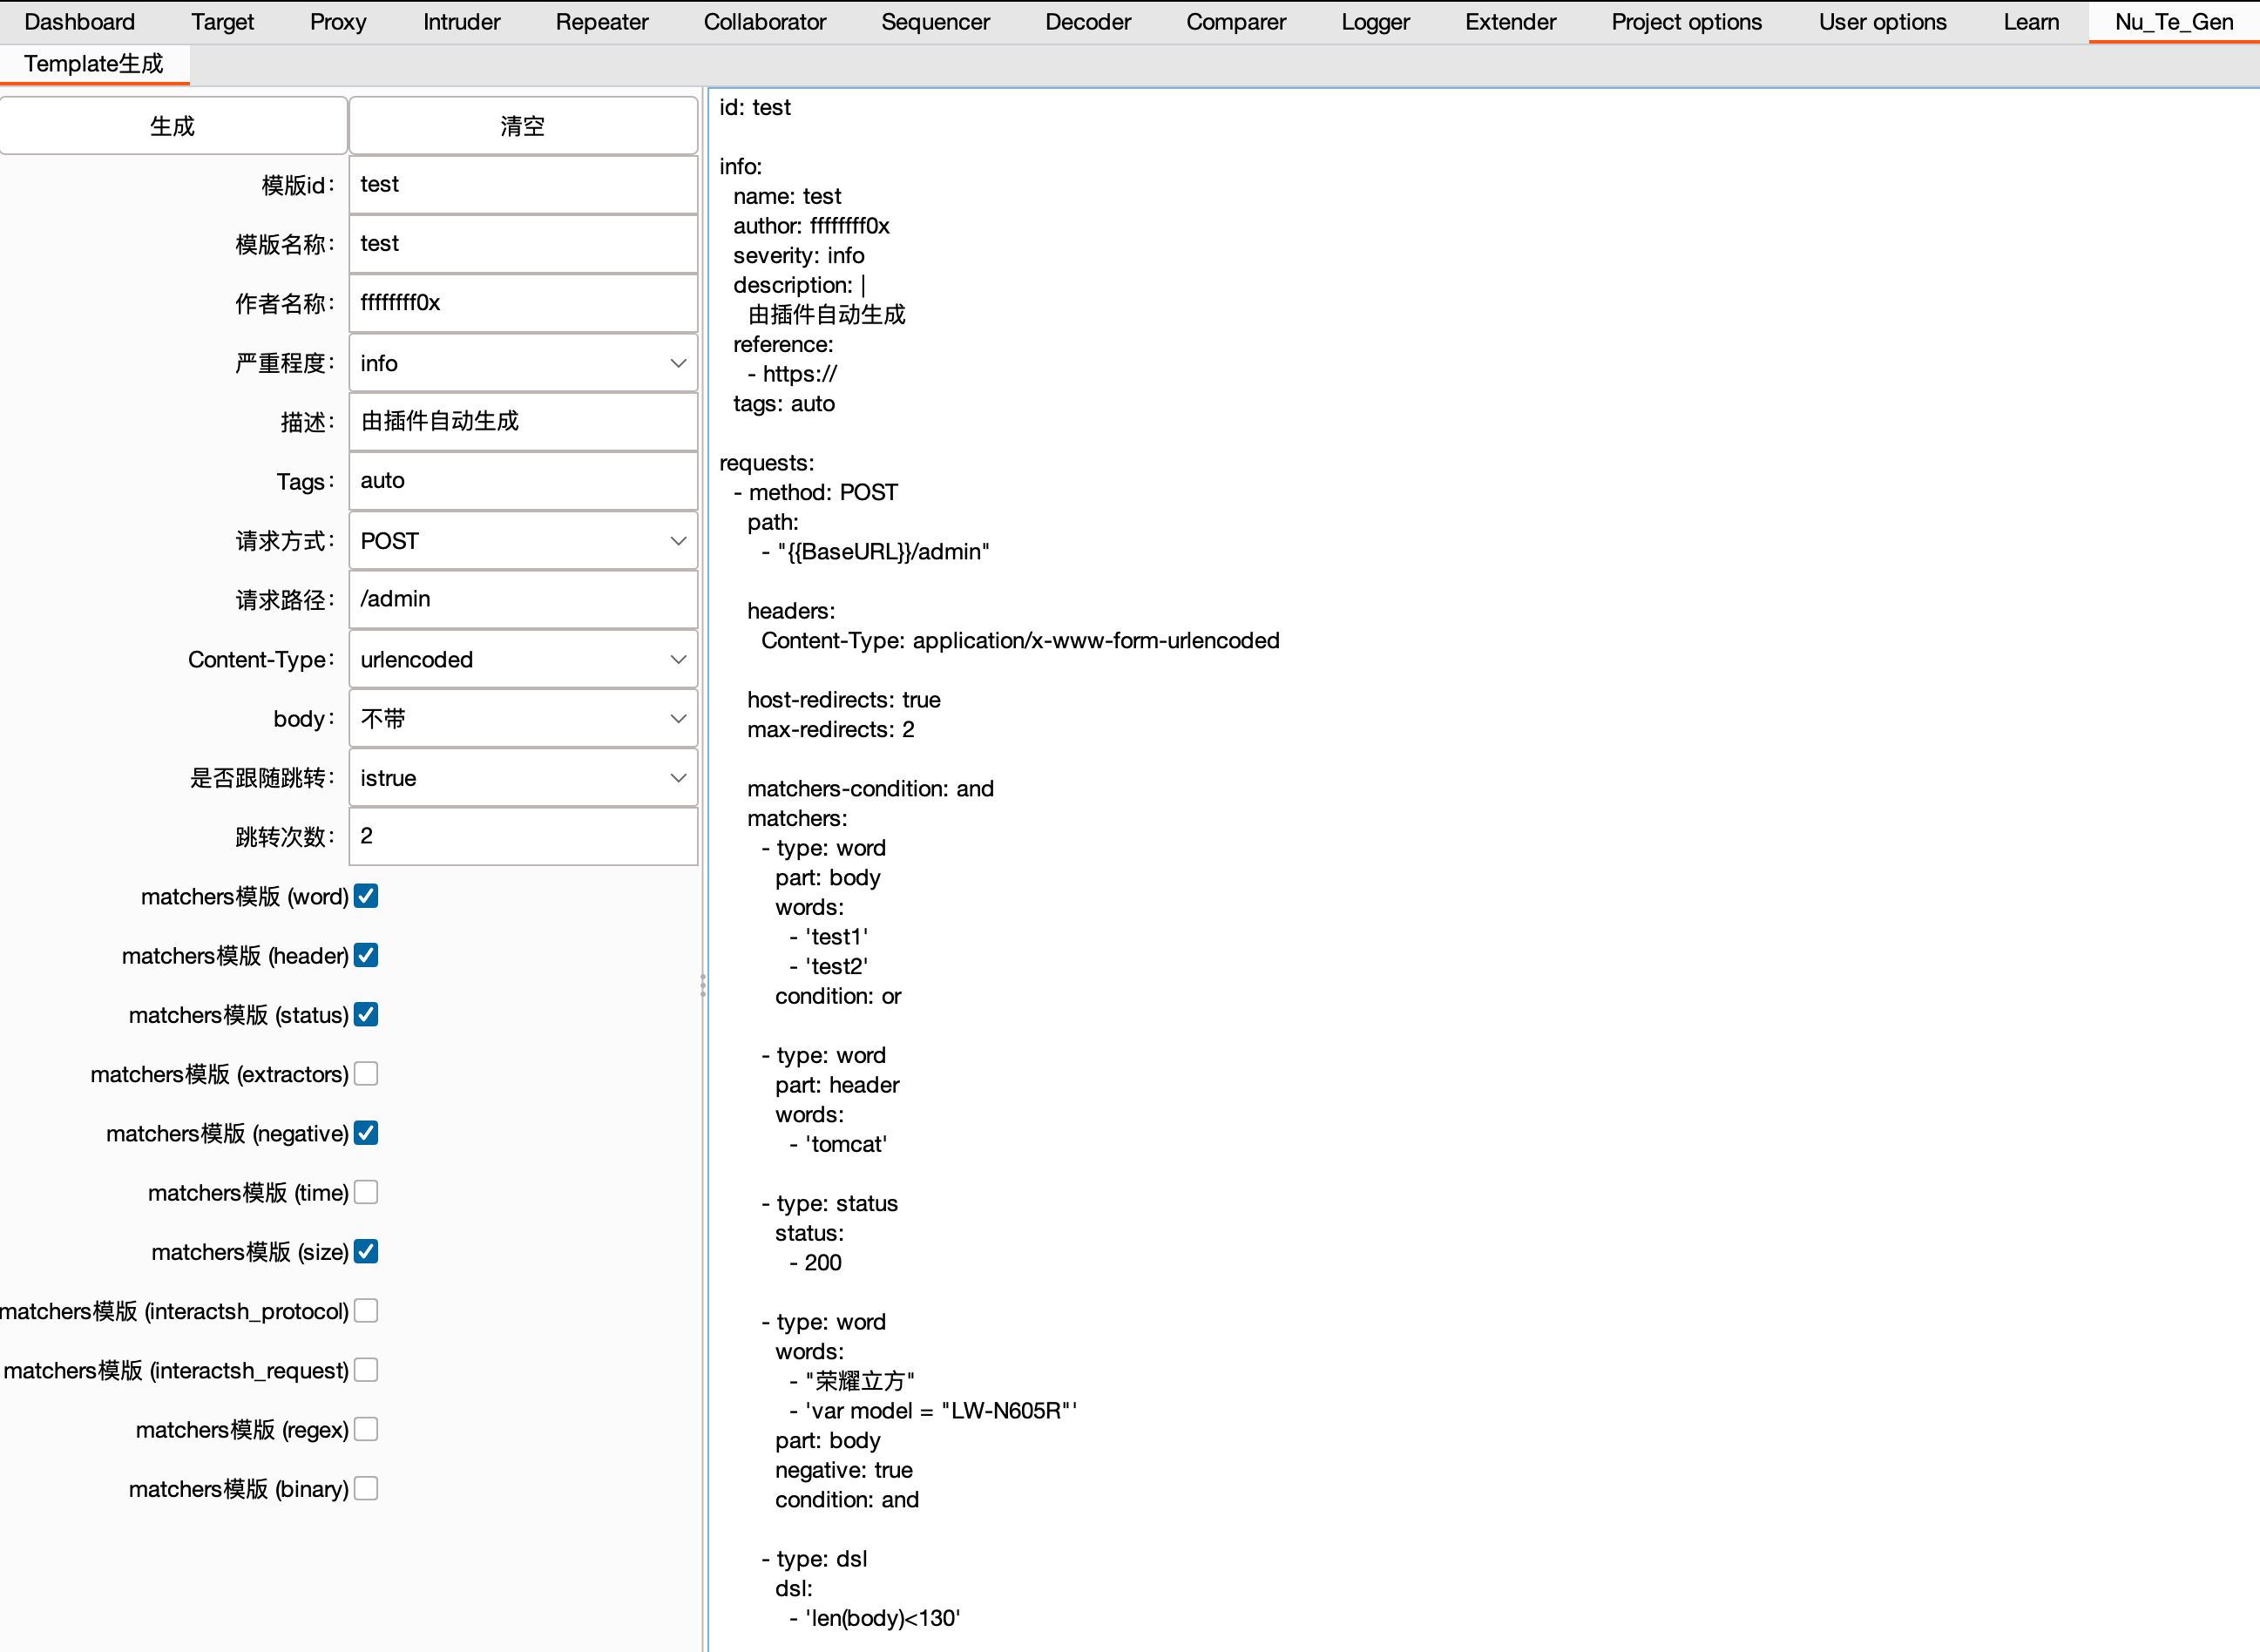 Dashboard Target Proxy Intruder Repeater Collaborator Sequencer Decoder Comparer Logger Extender Project options User options Learn Nu_Te_Gen
Template生成
生成 清空
模版id： test
模版名称： test
作者名称： ffffffff0x
严重程度： info
描述： 由插件自动生成
Tags： auto
请求方式： POST
请求路径： /admin
Content-Type： urlencoded
body： 不带
是否跟随跳转： istrue
跳转次数： 2
matchers模版 (word)
matchers模版 (header)
matchers模版 (status)
matchers模版 (extractors)
matchers模版 (negative)
matchers模版 (time)
matchers模版 (size)
matchers模版 (interactsh_protocol)
matchers模版 (interactsh_request)
matchers模版 (regex)
matchers模版 (binary)
id: test
info:
name: test
author: ffffffff0x
severity: info
description: |
由插件自动生成
reference:
- https://
tags: auto
requests:
- method: POST
path:
- "{{BaseURL}}/admin"
headers:
Content-Type: application/x-www-form-urlencoded
host-redirects: true
max-redirects: 2
matchers-condition: and
matchers:
- type: word
part: body
words:
- 'test1'
- 'test2'
condition: or
- type: word
part: header
words:
- 'tomcat'
- type: status
status:
- 200
- type: word
words:
- "荣耀立方"
- 'var model = "LW-N605R"'
part: body
negative: true
condition: and
- type: dsl
dsl:
- 'len(body)<130'